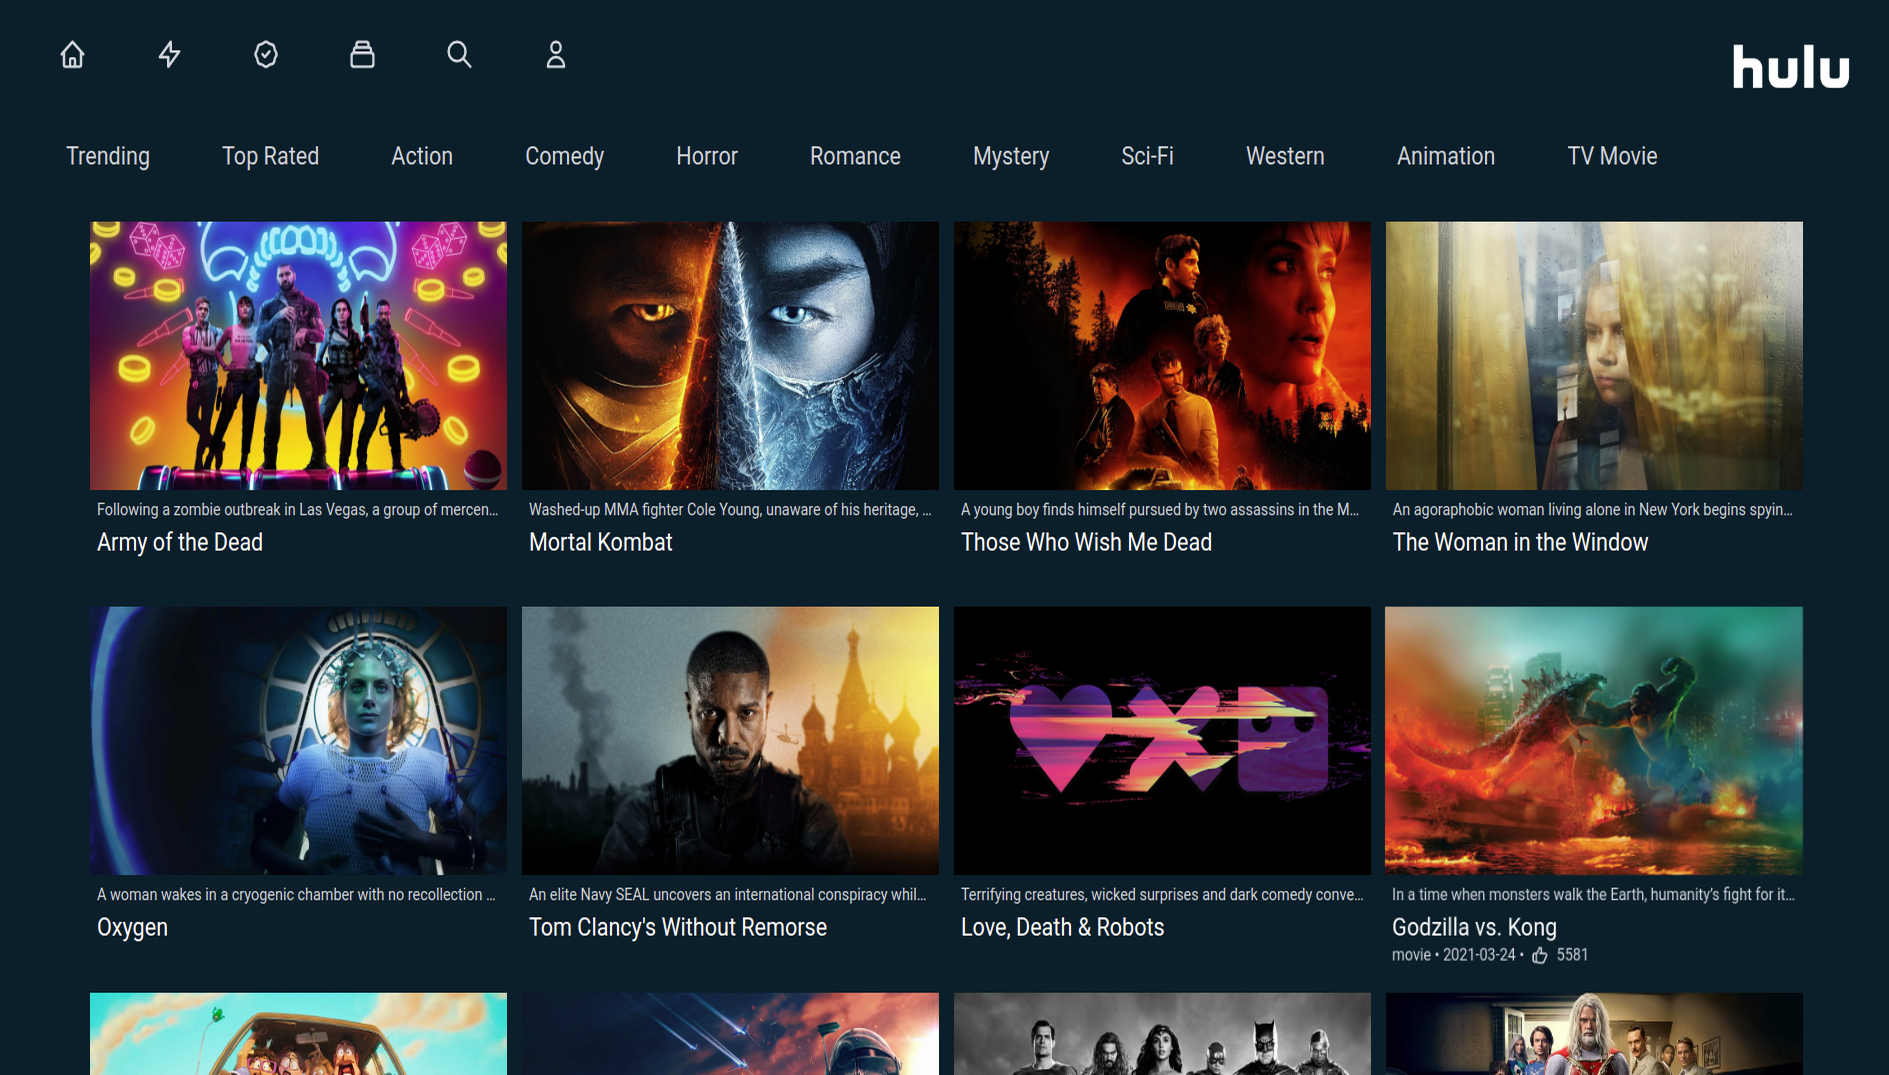 hulu
Trending Top Rated Action Comedy Horror Romance Mystery Sci-Fi Western Animation TV Movie
Following a zombie outbreak in Las Vegas, a group of mercen...
Army of the Dead
Washed-up MMA fighter Cole Young, unaware of his heritage, ...
Mortal Kombat
A young boy finds himself pursued by two assassins in the M...
Those Who Wish Me Dead
An agoraphobic woman living alone in New York begins spyin...
The Woman in the Window
A woman wakes in a cryogenic chamber with no recollection ...
Oxygen
An elite Navy SEAL uncovers an international conspiracy whil...
Tom Clancy's Without Remorse
Terrifying creatures, wicked surprises and dark comedy conve...
Love, Death & Robots
In a time when monsters walk the Earth, humanity's fight for it...
Godzilla vs. Kong
movie • 2021-03-24 • 5581